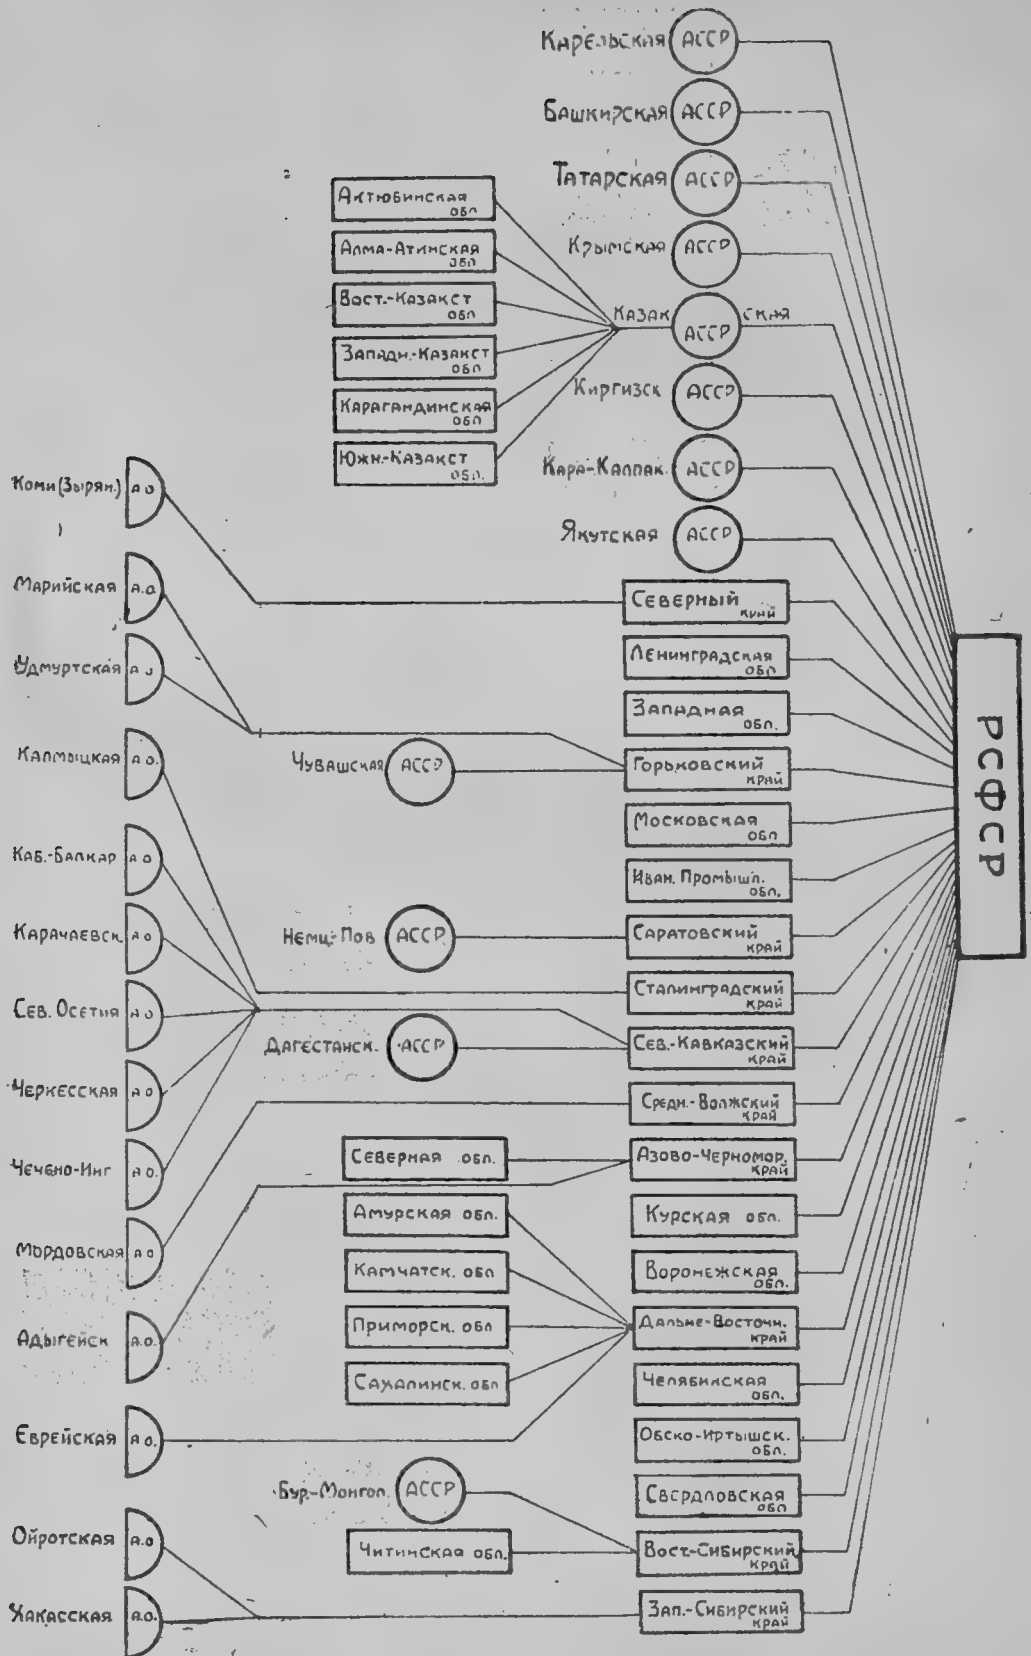 Карельская АССР
Башкирская АССР
Татарская АССР
Крымская АССР
Казак АССР ская
Киргизск АССР
Кара-Калпак. АССР
Якутская АССР
Актюбинская
обл
Алма-Атинская
обл
Вост.-Казакст
обл
Западн.-Казакст
обл
Карагандинская
обл
Южн.-Казакст
обл.
Северный
край
Ленинградская
обл
Западная
обл.
Горьковский
край
Московская
обл
Иван. Промышл.
обл.
Саратовский
край
Сталинградский
край
Сев.-Кавказский
край
Средн.-Волжский
край
Азово-Черномор.
край
Курская обл.
Воронежская
обл.
Дальне-Восточн.
край
Челябинская
обл.
Обско-Иртышск.
обл.
Свердловская
обл
Вост-Сибирский
край
Зап.-Сибирский
край
Чувашская АССР
Немц. Пов АССР
Дагестанск. АССР
Северная обл.
Амурская обл.
Камчатск. обл
Приморск. обл
Сахалинск. обл
Бур.-Монгол. АССР
Читинская обл.
Коми (Зырян.) А О
Марийская А.О
Удмуртская А О
Калмыцкая А О.
Каб.-Балкар А О
Карачаевск А О
Сев. Осетия А О
Черкесская А О
Чечено-Инг А О.
Мордовская А О
Адыгейск А.О.
Еврейская А О.
Ойротская А.О
Хакасская А.О.
РСФСР